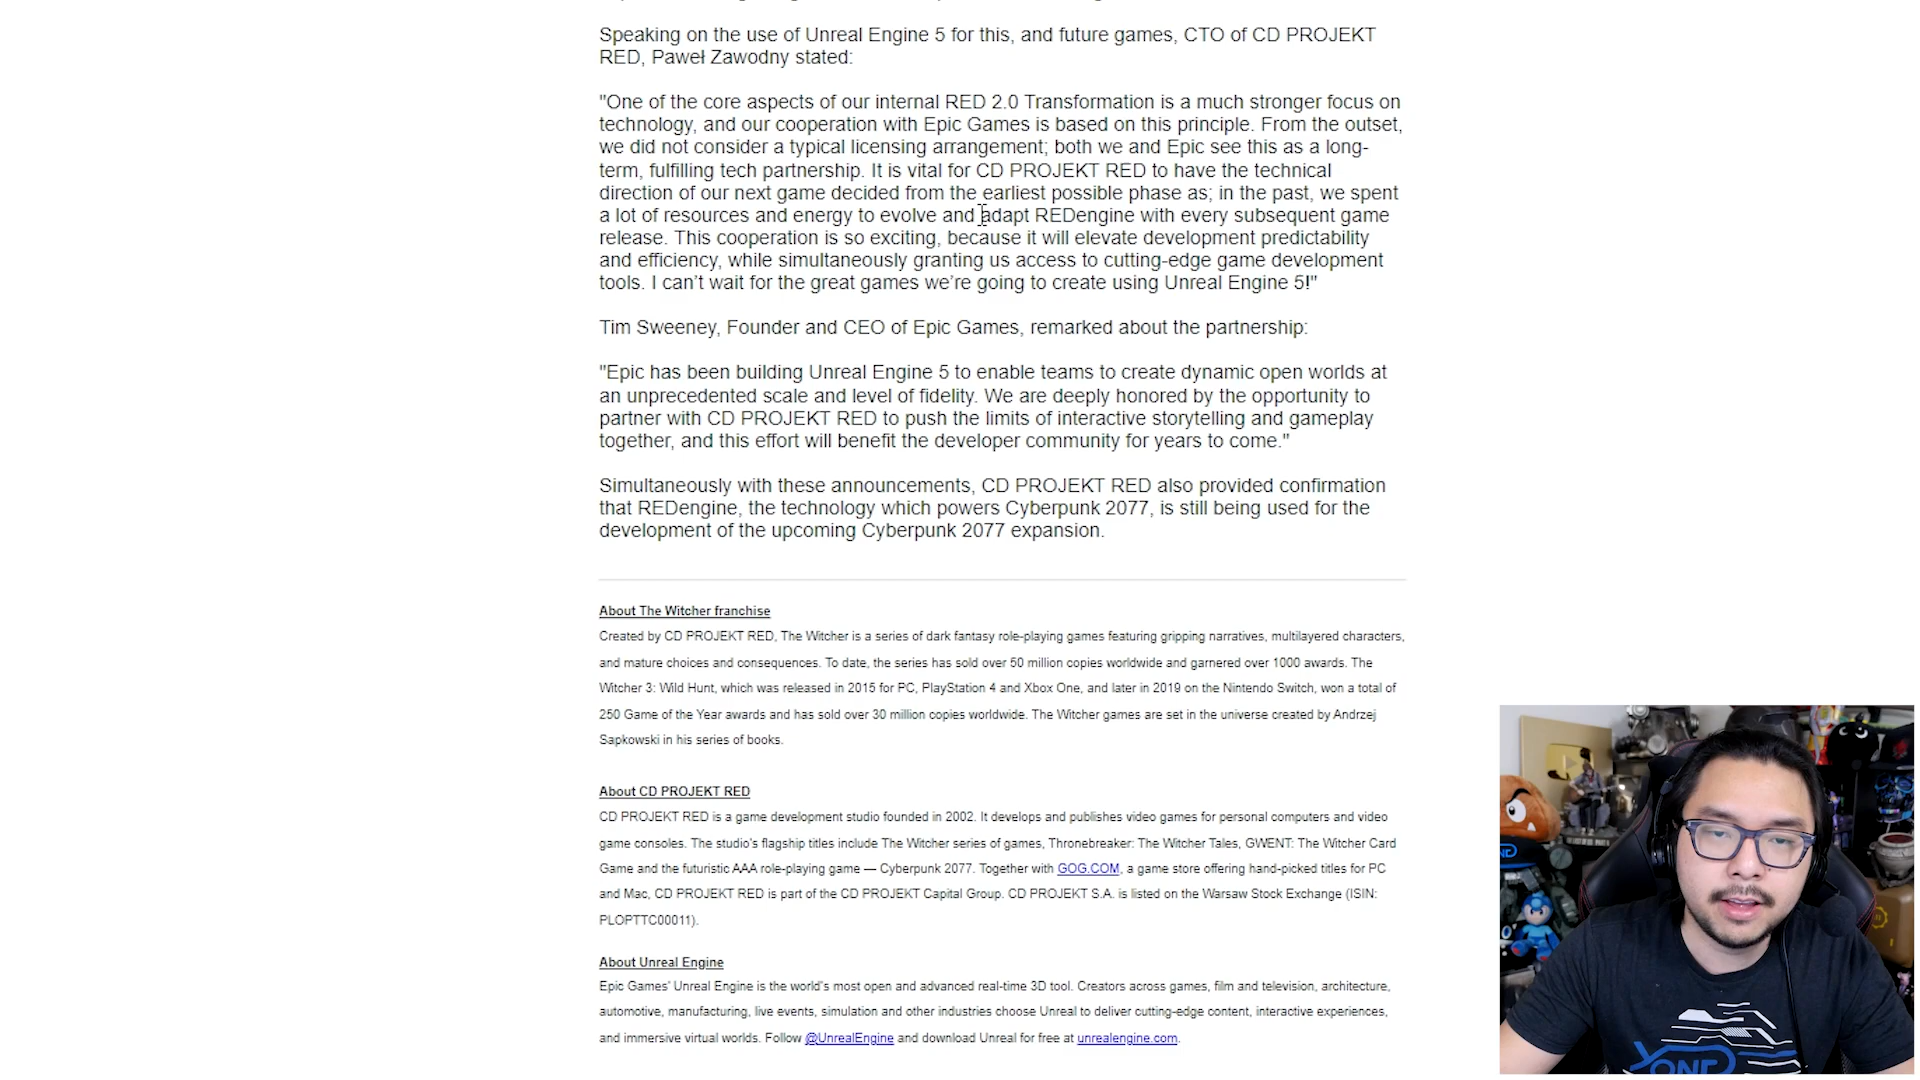 Speaking on the use of Unreal Engine 5 for this, and future games, CTO of CD PROJEKT
RED, Paweł Zawodny stated:
"One of the core aspects of our internal RED 2.0 Transformation is a much stronger focus on
technology, and our cooperation with Epic Games is based on this principle. From the outset,
we did not consider a typical licensing arrangement; both we and Epic see this as a long-
term, fulfilling tech partnership. It is vital for CD PROJEKT RED to have the technical
direction of our next game decided from the earliest possible phase as; in the past, we spent
a lot of resources and energy to evolve and adapt REDengine with every subsequent game
release. This cooperation is so exciting, because it will elevate development predictability
and efficiency, while simultaneously granting us access to cutting-edge game development
tools. I can't wait for the great games we're going to create using Unreal Engine 5!"
Tim Sweeney, Founder and CEO of Epic Games, remarked about the partnership:
"Epic has been building Unreal Engine 5 to enable teams to create dynamic open worlds at
an unprecedented scale and level of fidelity. We are deeply honored by the opportunity to
partner with CD PROJEKT RED to push the limits of interactive storytelling and gameplay
together, and this effort will benefit the developer community for years to come."
Simultaneously with these announcements, CD PROJEKT RED also provided confirmation
that REDengine, the technology which powers Cyberpunk 2077, is still being used for the
development of the upcoming Cyberpunk 2077 expansion.
About The Witcher franchise
Created by CD PROJEKT RED, The Witcher is a series of dark fantasy role-playing games featuring gripping narratives, multilayered characters,
and mature choices and consequences. To date, the series has sold over 50 million copies worldwide and garnered over 1000 awards. The
Witcher 3: Wild Hunt, which was released in 2015 for PC, PlayStation 4 and Xbox One, and later in 2019 on the Nintendo Switch, won a total of
250 Game of the Year awards and has sold over 30 million copies worldwide. The Witcher games are set in the universe created by Andrzej
Sapkowski in his series of books.
About CD PROJEKT RED
CD PROJEKT RED is a game development studio founded in 2002. It develops and publishes video games for personal computers and video
game consoles. The studio's flagship titles include The Witcher series of games, Thronebreaker: The Witcher Tales, GWENT: The Witcher Card
Game and the futuristic AAA role-playing game — Cyberpunk 2077. Together with GOG.COM, a game store offering hand-picked titles for PC
and Mac, CD PROJEKT RED is part of the CD PROJEKT Capital Group. CD PROJEKT S.A. is listed on the Warsaw Stock Exchange (ISIN:
PLOPTTC00011).
About Unreal Engine
Epic Games' Unreal Engine is the world's most open and advanced real-time 3D tool. Creators across games, film and television, architecture,
automotive, manufacturing, live events, simulation and other industries choose Unreal to deliver cutting-edge content, interactive experiences,
and immersive virtual worlds. Follow @UnrealEngine and download Unreal for free at unrealengine.com.